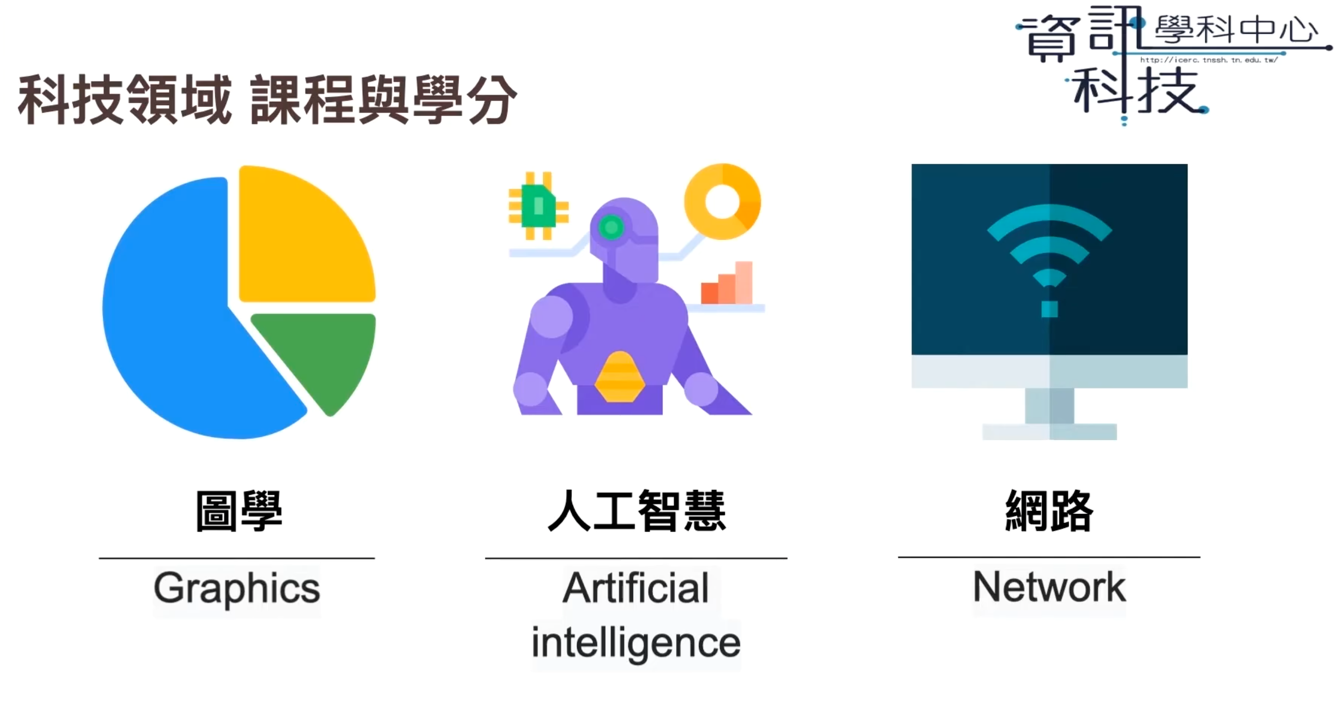 資訊科技學科中心
http://icerc.tnssh.tn.edu.tw/
科技領域 課程與學分
圖學
Graphics
人工智慧
Artificial
intelligence
網路
Network